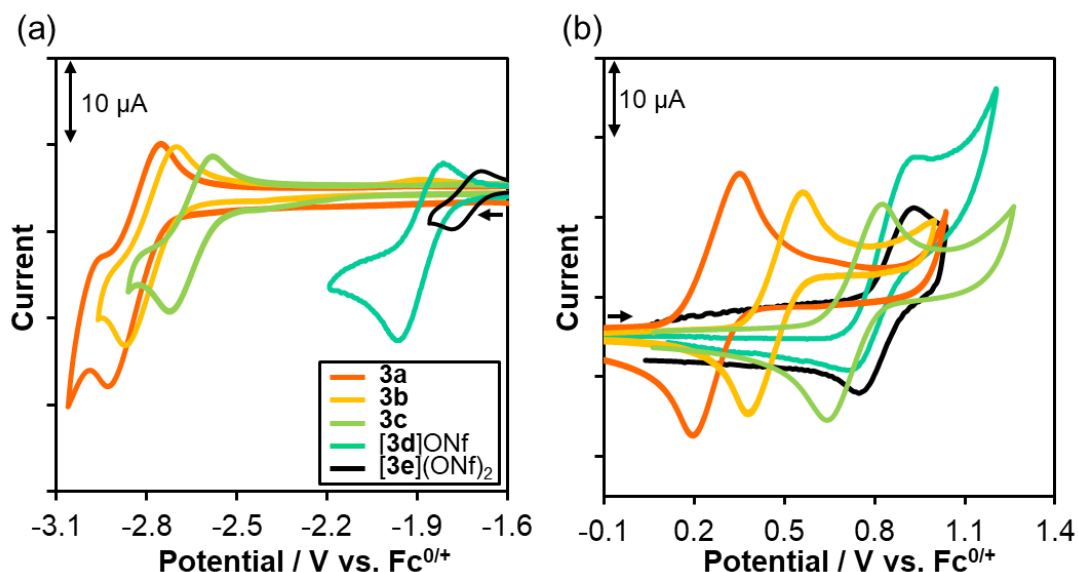 (a)
10 μA
Current
3a
3b
3c
[3d]ONf
[3e](ONf)₂
-3.1 -2.8 -2.5 -2.2 -1.9 -1.6
Potential / V vs. Fc⁰/⁺
(b)
10 μA
Current
-0.1 0.2 0.5 0.8 1.1 1.4
Potential / V vs. Fc⁰/⁺